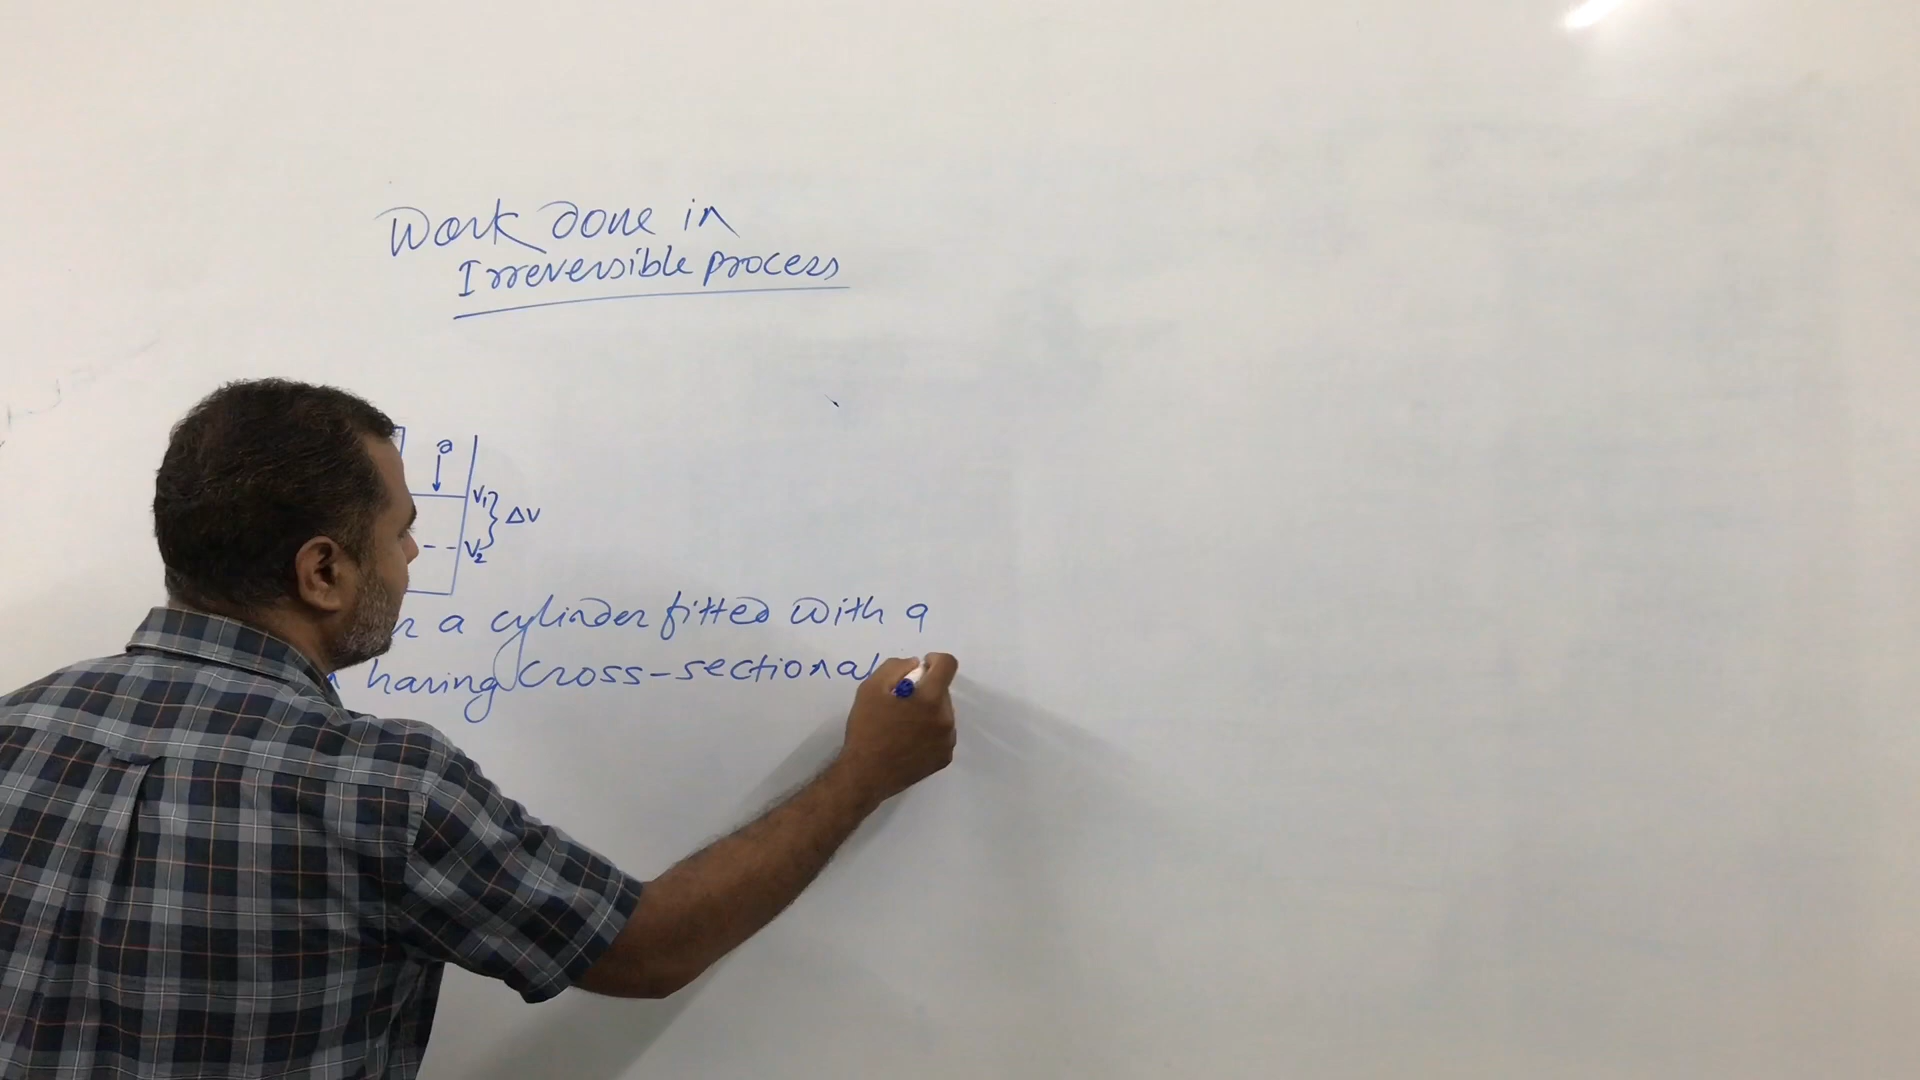 Work done in
Irreversible process
a
V1
ΔV
V2
a cylinder fitted with a
having cross-sectional